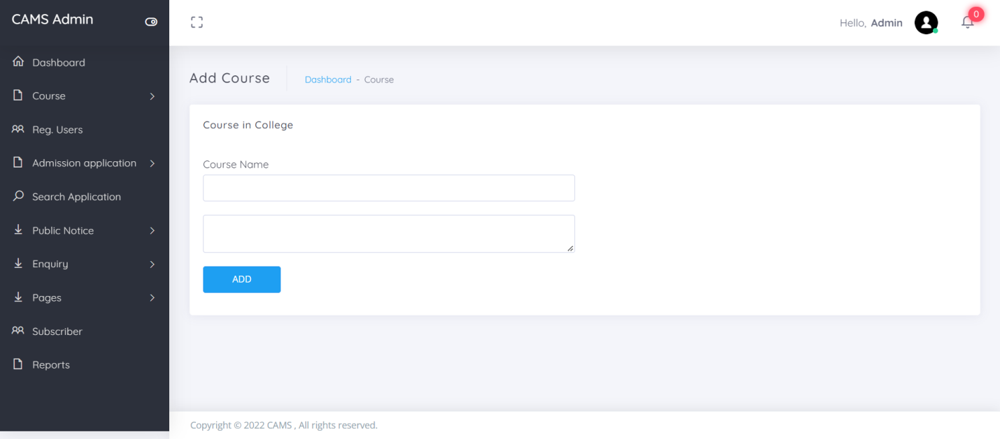 CAMS Admin
Hello, Admin
0
Dashboard
Course
Reg. Users
Admission application
Search Application
Public Notice
Enquiry
Pages
Subscriber
Reports
Add Course
Dashboard - Course
Course in College
Course Name
ADD
Copyright © 2022 CAMS , All rights reserved.